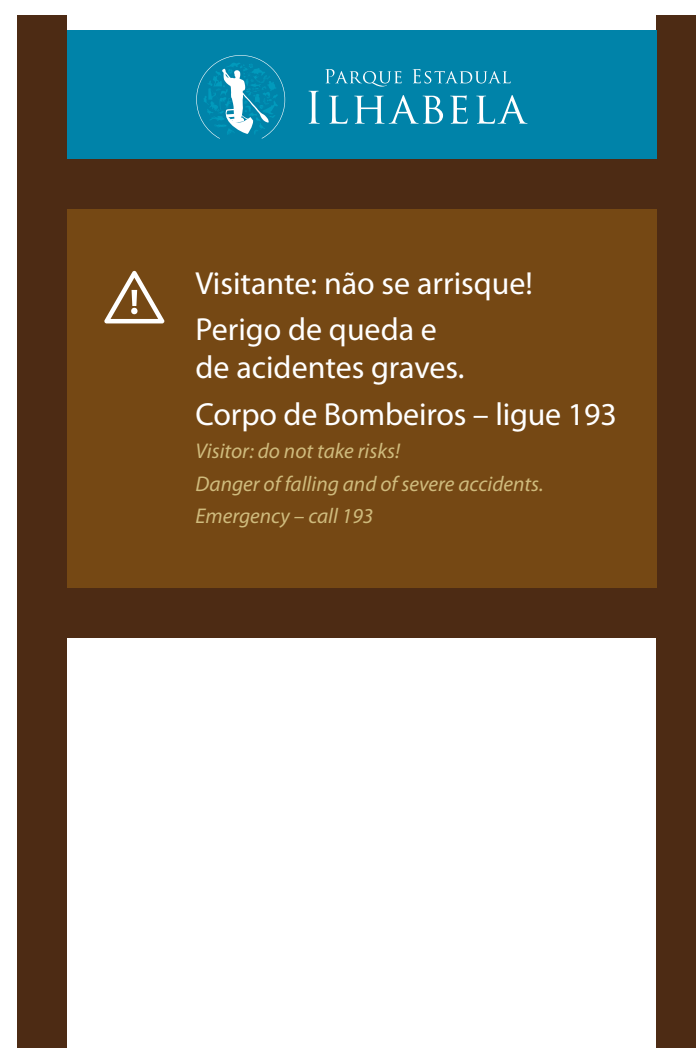 Parque Estadual
Ilhabela
Visitante: não se arrisque!
Perigo de queda e
de acidentes graves.
Corpo de Bombeiros – ligue 193
Visitor: do not take risks!
Danger of falling and of severe accidents.
Emergency – call 193